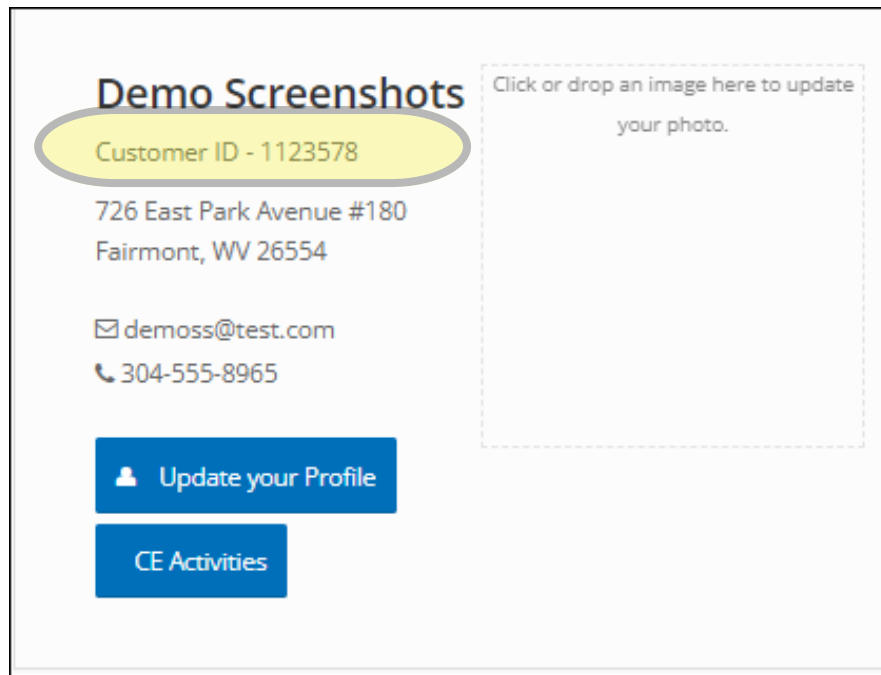 Demo Screenshots
Customer ID - 1123578
726 East Park Avenue #180
Fairmont, WV 26554
demoss@test.com
304-555-8965
Update your Profile
CE Activities
Click or drop an image here to update
your photo.